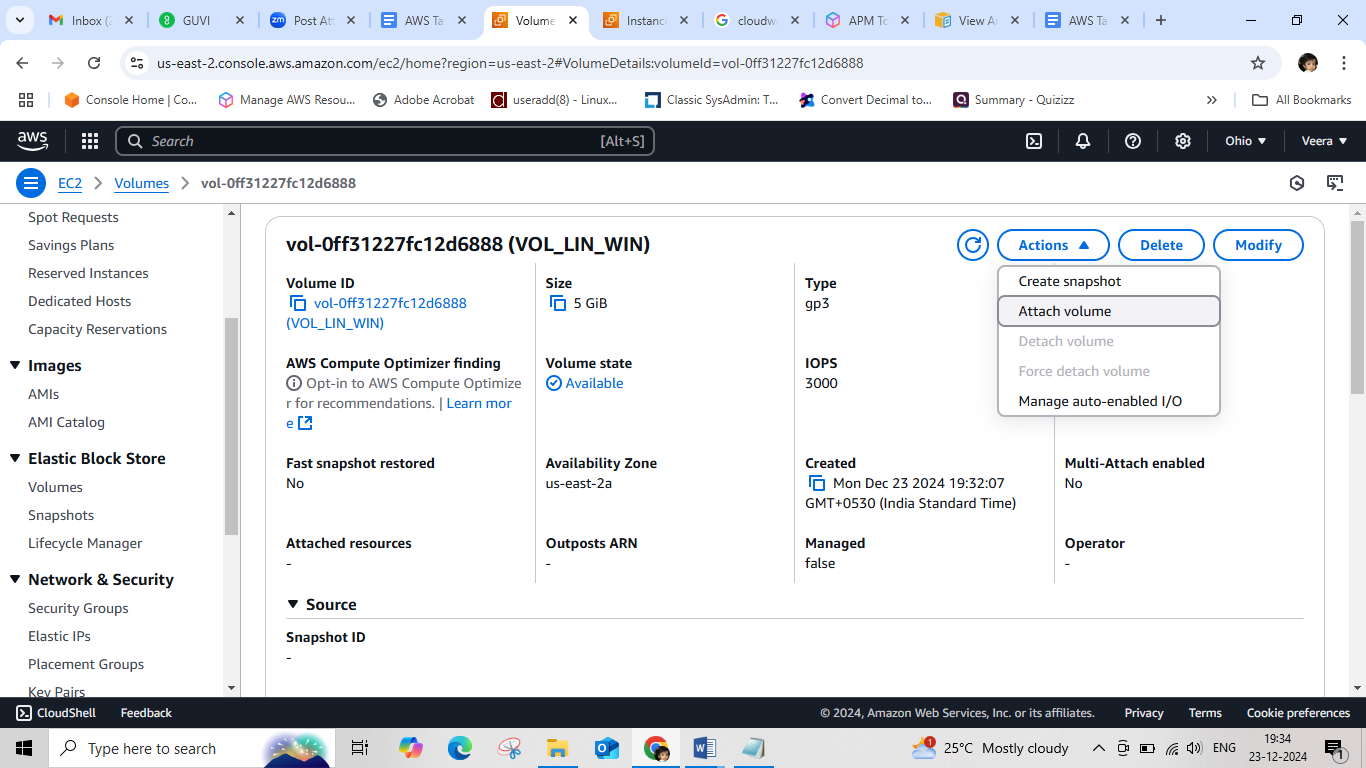 Inbox (2
GUVI
Post Att
AWS Ta
Volume
Instanc
cloudwa
APM To
View A
AWS Ta
us-east-2.console.aws.amazon.com/ec2/home?region=us-east-2#VolumeDetails:volumeId=vol-0ff31227fc12d6888
Console Home | Co...
Manage AWS Resou...
Adobe Acrobat
useradd(8) - Linux...
Classic SysAdmin: T...
Convert Decimal to...
Summary - Quizizz
All Bookmarks
aws
Search
[Alt+S]
Ohio
Veera
EC2
Volumes
vol-0ff31227fc12d6888
Spot Requests
Savings Plans
Reserved Instances
Dedicated Hosts
Capacity Reservations
Images
AMIs
AMI Catalog
Elastic Block Store
Volumes
Snapshots
Lifecycle Manager
Network & Security
Security Groups
Elastic IPs
Placement Groups
Key Pairs
vol-0ff31227fc12d6888 (VOL_LIN_WIN)
Actions
Delete
Modify
Create snapshot
Attach volume
Detach volume
Force detach volume
Manage auto-enabled I/O
Volume ID
vol-0ff31227fc12d6888
(VOL_LIN_WIN)
Size
5 GiB
Type
gp3
AWS Compute Optimizer finding
Opt-in to AWS Compute Optimize
r for recommendations. | Learn mor
e
Volume state
Available
IOPS
3000
Fast snapshot restored
No
Availability Zone
us-east-2a
Created
Mon Dec 23 2024 19:32:07
GMT+0530 (India Standard Time)
Multi-Attach enabled
No
Attached resources
-
Outposts ARN
-
Managed
false
Operator
-
Source
Snapshot ID
-
CloudShell
Feedback
© 2024, Amazon Web Services, Inc. or its affiliates.
Privacy
Terms
Cookie preferences
Type here to search
1
25°C Mostly cloudy
ENG
19:34
23-12-2024
1